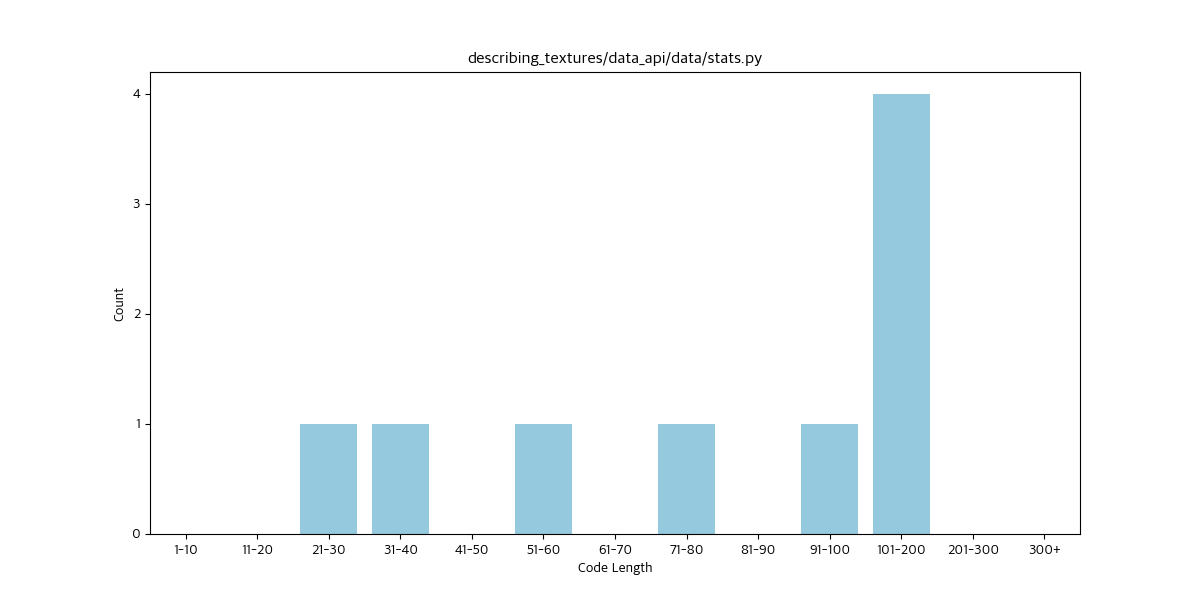 describing_textures/data_api/data/stats.py
4
3
2
1
0
Count
1-10 11-20 21-30 31-40 41-50 51-60 61-70 71-80 81-90 91-100 101-200 201-300 300+
Code Length